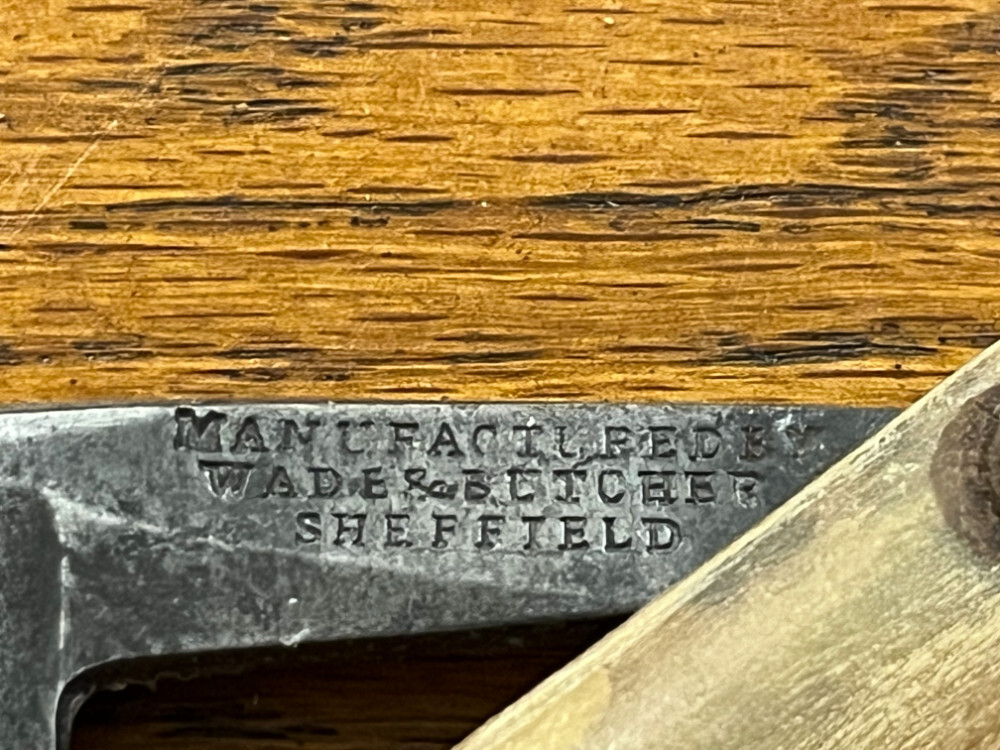 MANUFACTURED BY
WADE & BUTCHER
SHEFFIELD